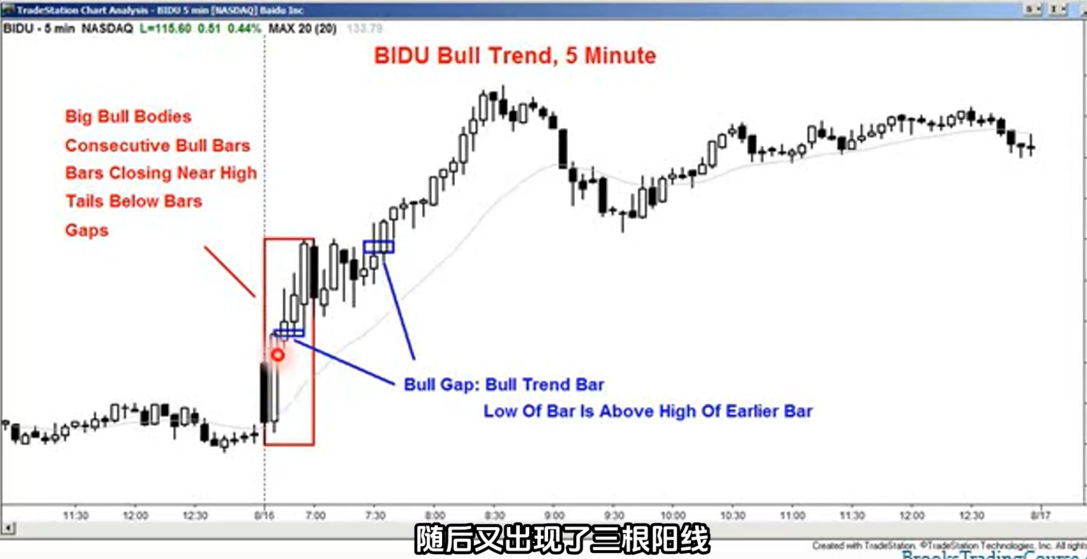 TradeStation Chart Analysis - BIDU 5 min [NASDAQ] Baidu Inc
BIDU - 5 min NASDAQ L=115.60 0.51 0.44% MAX 20 (20) 133.79
BIDU Bull Trend, 5 Minute
Big Bull Bodies
Consecutive Bull Bars
Bars Closing Near High
Tails Below Bars
Gaps
Bull Gap: Bull Trend Bar
Low Of Bar Is Above High Of Earlier Bar
11:30 12:00 12:30 8/16 7:00 7:30 8:00 8:30 9:00 9:30 10:00 10:30 11:00 11:30 12:00 12:30 8/17
随后又出现了三根阳线
Created with TradeStation. ©TradeStation Technologies, Inc. All rights
BrooksTradingCourse